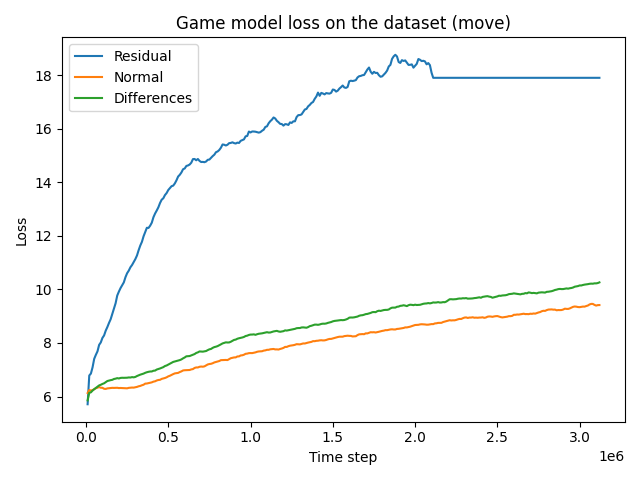 Game model loss on the dataset (move)
Residual
Normal
Differences
Loss
18
16
14
12
10
8
6
0.0 0.5 1.0 1.5 2.0 2.5 3.0
1e6
Time step